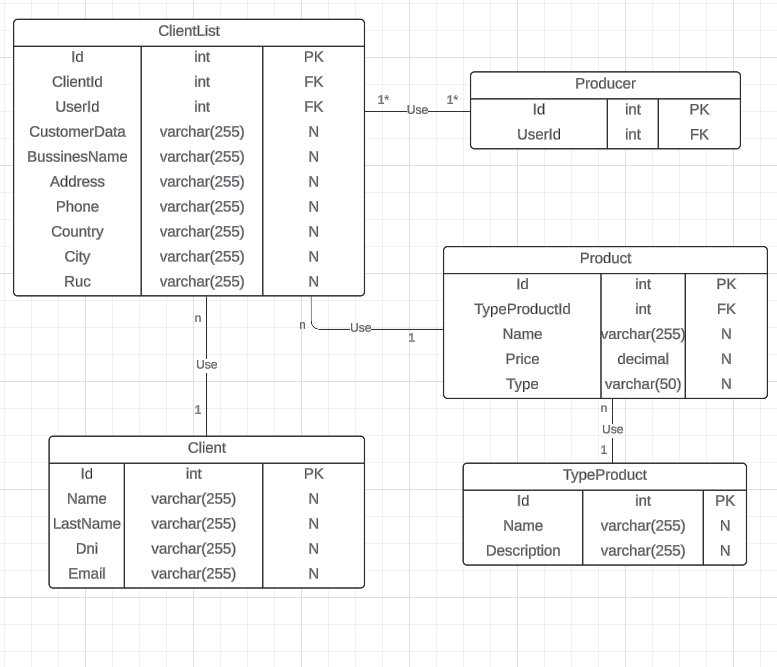 ClientList
Id int PK
ClientId int FK
UserId int FK
CustomerData varchar(255) N
BussinesName varchar(255) N
Address varchar(255) N
Phone varchar(255) N
Country varchar(255) N
City varchar(255) N
Ruc varchar(255) N
1* Use 1*
Producer
Id int PK
UserId int FK
Product
Id int PK
TypeProductId int FK
Name varchar(255) N
Price decimal N
Type varchar(50) N
n Use 1
n
Use
1
n
Use
1
Client
Id int PK
Name varchar(255) N
LastName varchar(255) N
Dni varchar(255) N
Email varchar(255) N
TypeProduct
Id int PK
Name varchar(255) N
Description varchar(255) N